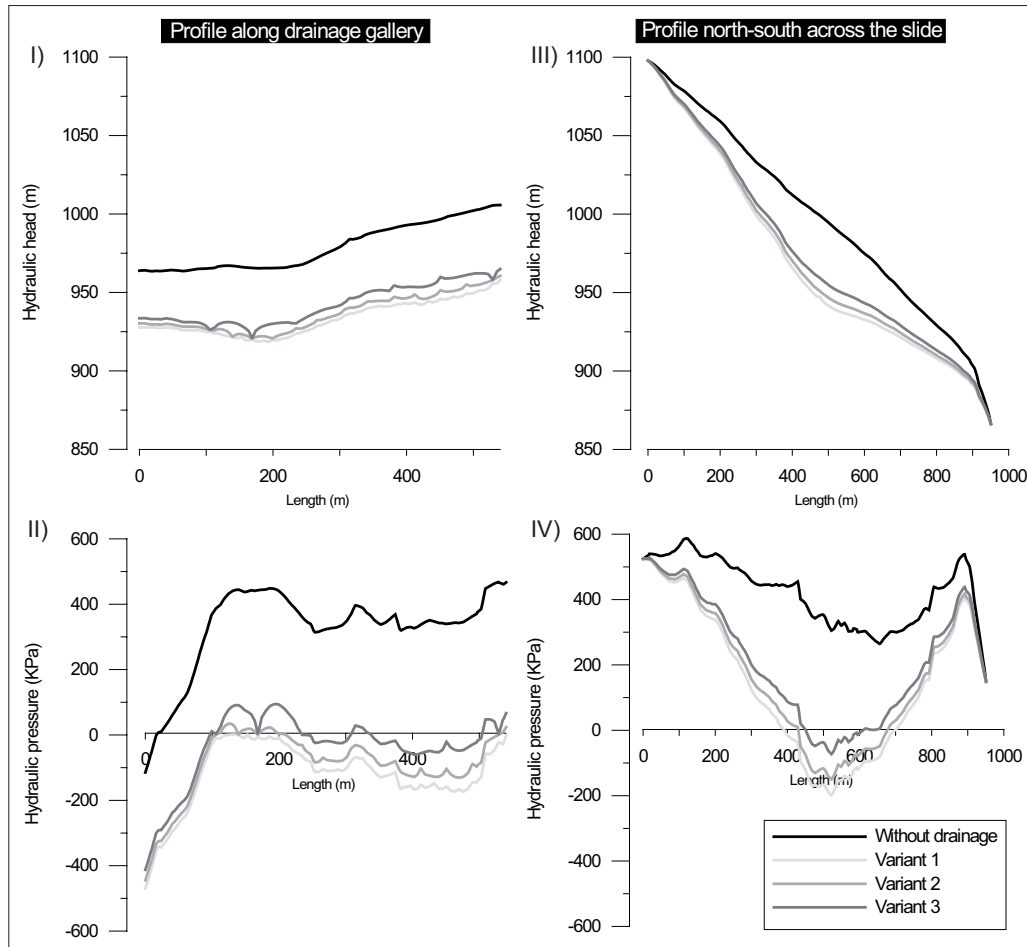 Profile along drainage gallery
I)
1100
1050
1000
950
900
850
Hydraulic head (m)
0
200
400
Length (m)
Profile north-south across the slide
III)
1100
1050
1000
950
900
850
Hydraulic head (m)
0
200
400
600
800
1000
Length (m)
II)
600
400
200
0
-200
-400
-600
Hydraulic pressure (KPa)
0
200
400
Length (m)
IV)
600
400
200
0
-200
-400
-600
Hydraulic pressure (KPa)
0
200
400
600
800
1000
Length (m)
Without drainage
Variant 1
Variant 2
Variant 3